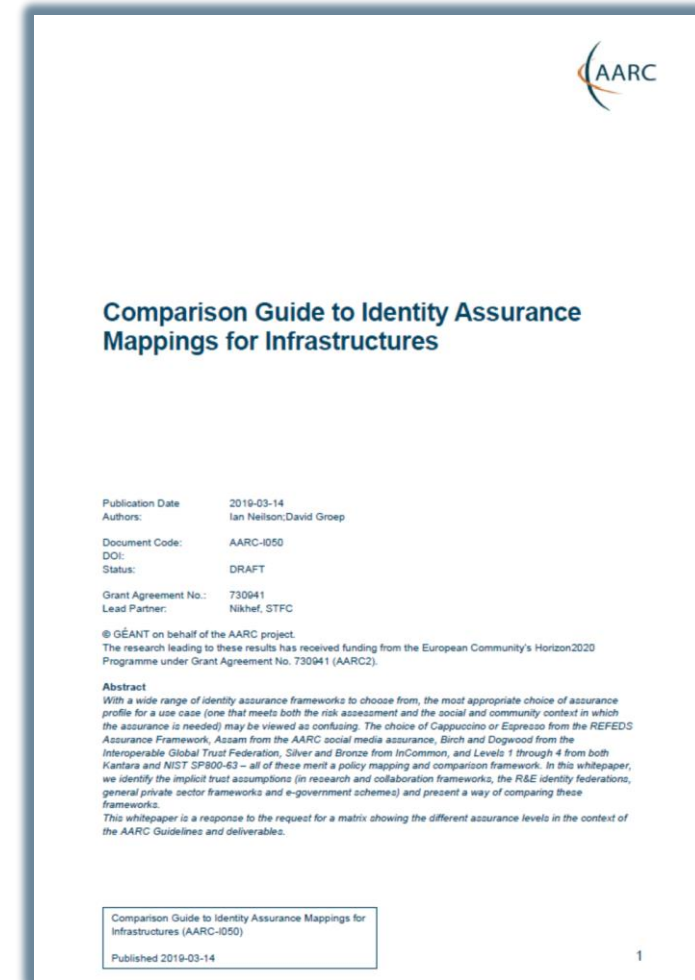 AARC
Comparison Guide to Identity Assurance
Mappings for Infrastructures
Publication Date 2019-03-14
Authors: Ian Neilson;David Groep
Document Code: AARC-I050
DOI:
Status: DRAFT
Grant Agreement No.: 730941
Lead Partner: Nikhef, STFC
© GÉANT on behalf of the AARC project.
The research leading to these results has received funding from the European Community's Horizon2020
Programme under Grant Agreement No. 730941 (AARC2).
Abstract
With a wide range of identity assurance frameworks to choose from, the most appropriate choice of assurance
profile for a use case (one that meets both the risk assessment and the social and community context in which
the assurance is needed) may be viewed as confusing. The choice of Cappuccino or Espresso from the REFEDS
Assurance Framework, Assam from the AARC social media assurance, Birch and Dogwood from the
Interoperable Global Trust Federation, Silver and Bronze from InCommon, and Levels 1 through 4 from both
Kantara and NIST SP800-63 – all of these merit a policy mapping and comparison framework. In this whitepaper,
we identify the implicit trust assumptions (in research and collaboration frameworks, the R&E identity federations,
general private sector frameworks and e-government schemes) and present a way of comparing these
frameworks.
This whitepaper is a response to the request for a matrix showing the different assurance levels in the context of
the AARC Guidelines and deliverables.
Comparison Guide to Identity Assurance Mappings for
Infrastructures (AARC-I050)
Published 2019-03-14
1